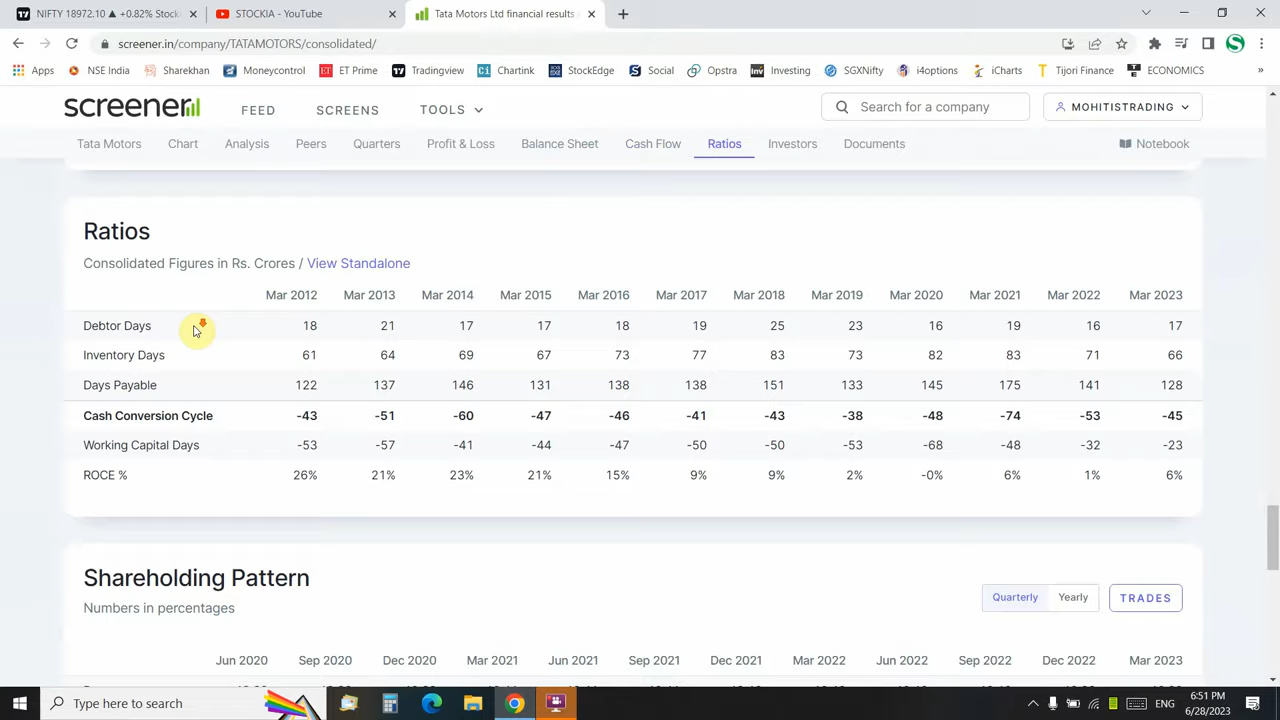 NIFTY 18972.10 ▲ +0.82% Stock
STOCKIA - YouTube
Tata Motors Ltd financial results
screener.in/company/TATAMOTORS/consolidated/
Apps NSE India Sharekhan Moneycontrol ET Prime Tradingview Chartink StockEdge Social Opstra Investing SGXNifty i4options iCharts Tijori Finance ECONOMICS »
screener FEED SCREENS TOOLS Search for a company MOHITISTRADING
Tata Motors Chart Analysis Peers Quarters Profit & Loss Balance Sheet Cash Flow Ratios Investors Documents Notebook
Ratios
Consolidated Figures in Rs. Crores / View Standalone
Mar 2012 Mar 2013 Mar 2014 Mar 2015 Mar 2016 Mar 2017 Mar 2018 Mar 2019 Mar 2020 Mar 2021 Mar 2022 Mar 2023
Debtor Days 18 21 17 17 18 19 25 23 16 19 16 17
Inventory Days 61 64 69 67 73 77 83 73 82 83 71 66
Days Payable 122 137 146 131 138 138 151 133 145 175 141 128
Cash Conversion Cycle -43 -51 -60 -47 -46 -41 -43 -38 -48 -74 -53 -45
Working Capital Days -53 -57 -41 -44 -47 -50 -50 -53 -68 -48 -32 -23
ROCE % 26% 21% 23% 21% 15% 9% 9% 2% -0% 6% 1% 6%
Shareholding Pattern
Numbers in percentages
Quarterly Yearly TRADES
Jun 2020 Sep 2020 Dec 2020 Mar 2021 Jun 2021 Sep 2021 Dec 2021 Mar 2022 Jun 2022 Sep 2022 Dec 2022 Mar 2023
Type here to search
ENG
6:51 PM
6/28/2023